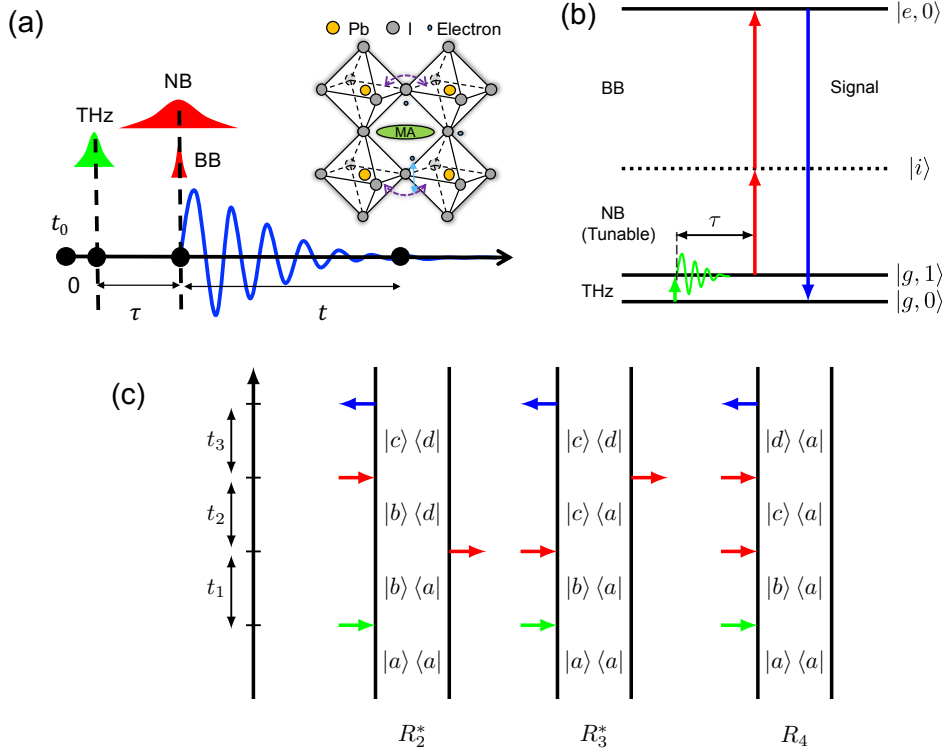 (a)
Pb I Electron
NB
THz
BB
MA
t₀
0
τ
t
(b)
|e, 0⟩
BB
Signal
|i⟩
NB
(Tunable)
τ
|g, 1⟩
THz
|g, 0⟩
(c)
t₃
|c⟩ ⟨d| |c⟩ ⟨d| |d⟩ ⟨a|
t₂
|b⟩ ⟨d| |c⟩ ⟨a| |c⟩ ⟨a|
t₁
|b⟩ ⟨a| |b⟩ ⟨a| |b⟩ ⟨a|
|a⟩ ⟨a| |a⟩ ⟨a| |a⟩ ⟨a|
R₂* R₃* R₄